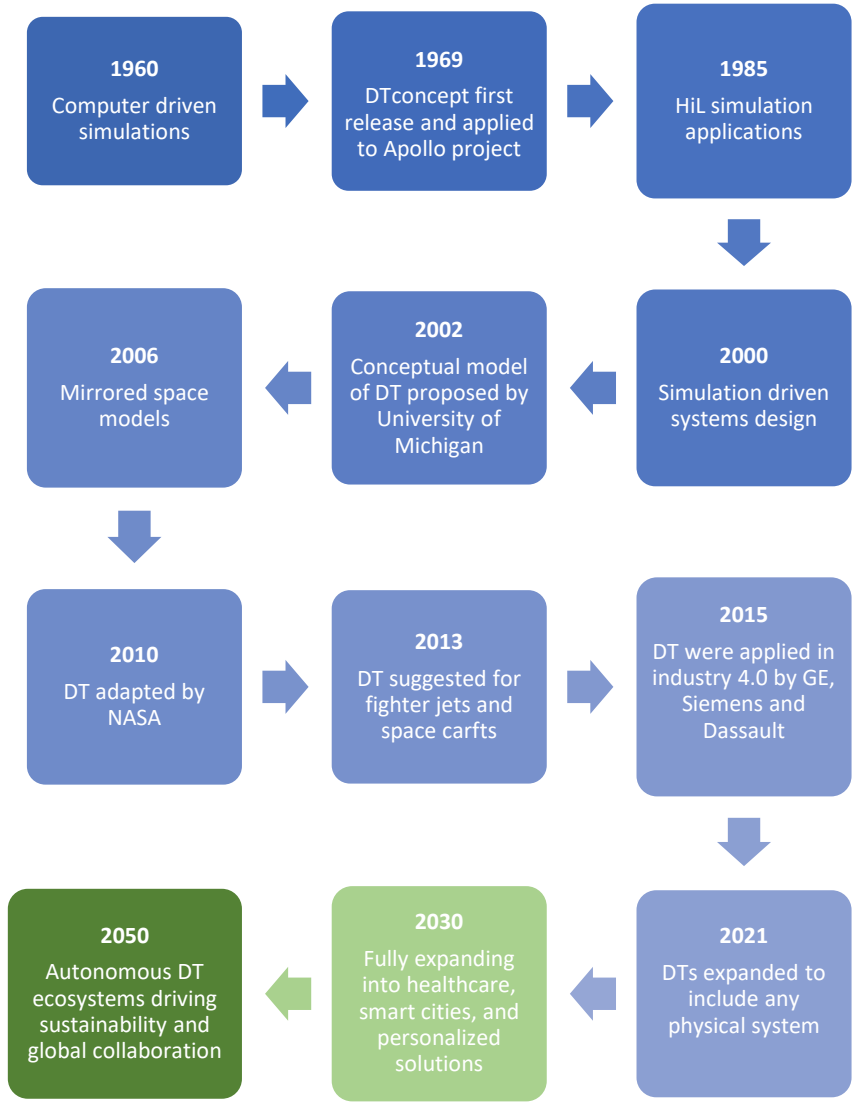 1960
Computer driven
simulations
1969
DTconcept first
release and applied
to Apollo project
1985
HiL simulation
applications
2000
Simulation driven
systems design
2002
Conceptual model
of DT proposed by
University of
Michigan
2006
Mirrored space
models
2010
DT adapted by
NASA
2013
DT suggested for
fighter jets and
space carfts
2015
DT were applied in
industry 4.0 by GE,
Siemens and
Dassault
2021
DTs expanded to
include any
physical system
2030
Fully expanding
into healthcare,
smart cities, and
personalized
solutions
2050
Autonomous DT
ecosystems driving
sustainability and
global collaboration